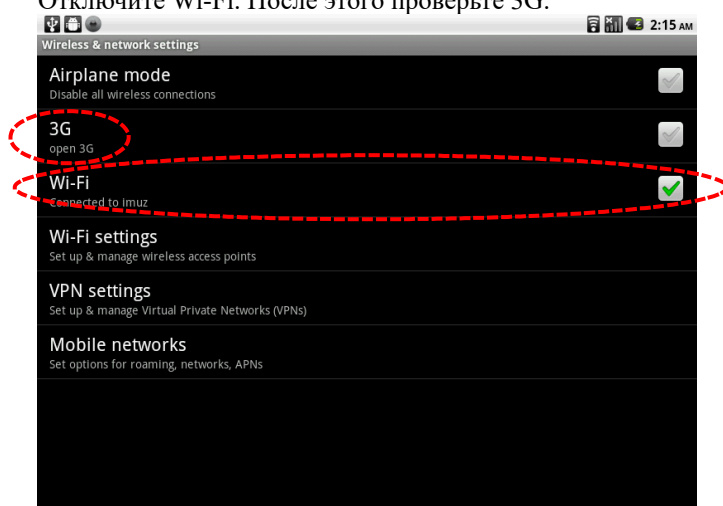 Отключите Wi-Fi. После этого проверьте 3G.
2:15 AM
Wireless & network settings
Airplane mode
Disable all wireless connections
3G
open 3G
Wi-Fi
Connected to imuz
Wi-Fi settings
Set up & manage wireless access points
VPN settings
Set up & manage Virtual Private Networks (VPNs)
Mobile networks
Set options for roaming, networks, APNs